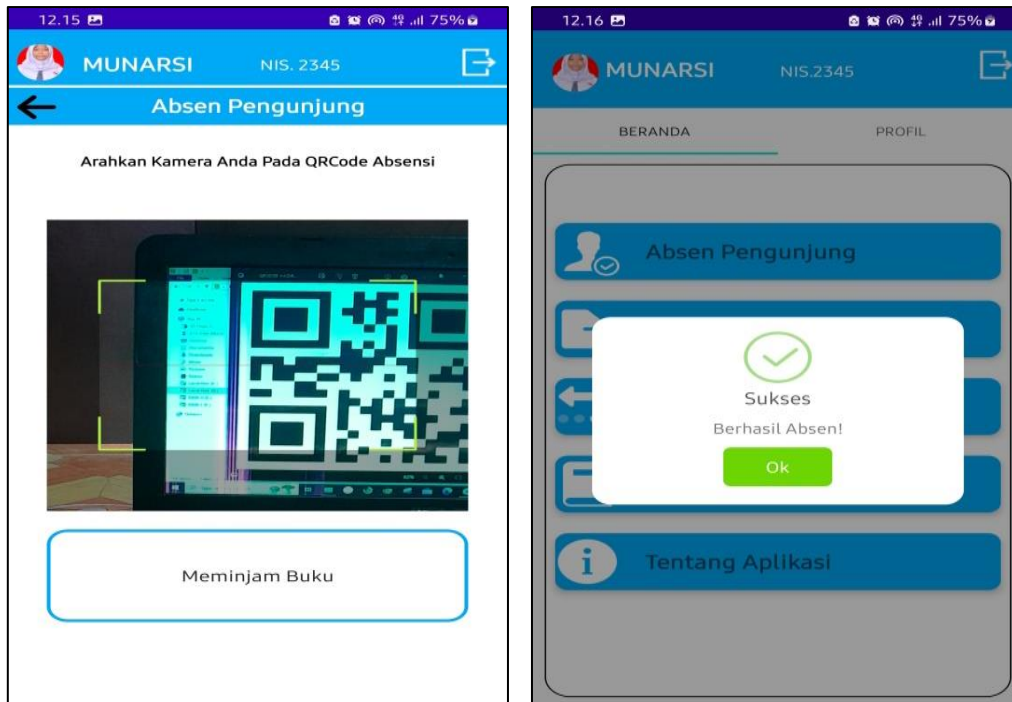 12.15
75%
MUNARSI NIS. 2345
Absen Pengunjung
Arahkan Kamera Anda Pada QRCode Absensi
Meminjam Buku
12.16
75%
MUNARSI NIS.2345
BERANDA PROFIL
Absen Pengunjung
Sukses
Berhasil Absen!
Ok
Tentang Aplikasi